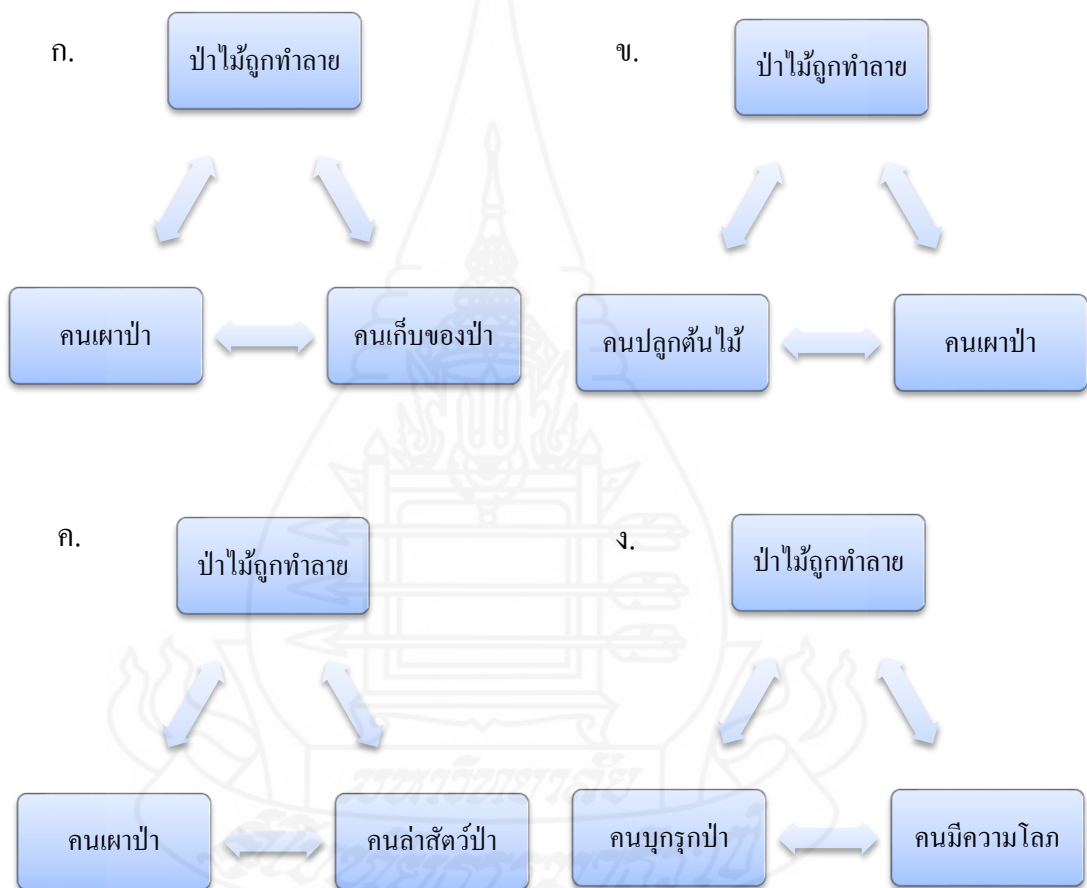 ก.
ป่าไม้ถูกทำลาย
คนเผาป่า
คนเก็บของป่า
ข.
ป่าไม้ถูกทำลาย
คนปลูกต้นไม้
คนเผาป่า
ค.
ป่าไม้ถูกทำลาย
คนเผาป่า
คนล่าสัตว์ป่า
ง.
ป่าไม้ถูกทำลาย
คนบุกรุกป่า
คนมีความโลภ